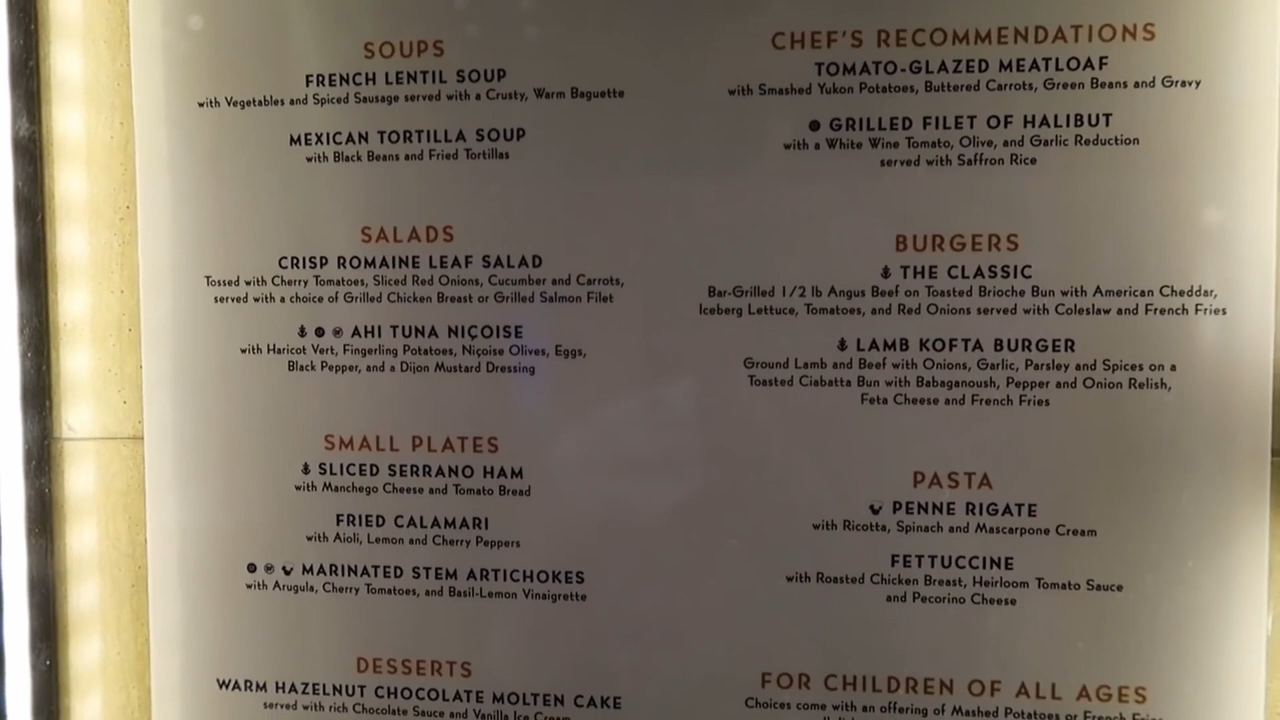 SOUPS
FRENCH LENTIL SOUP
with Vegetables and Spiced Sausage served with a Crusty, Warm Baguette
MEXICAN TORTILLA SOUP
with Black Beans and Fried Tortillas
SALADS
CRISP ROMAINE LEAF SALAD
Tossed with Cherry Tomatoes, Sliced Red Onions, Cucumber and Carrots,
served with a choice of Grilled Chicken Breast or Grilled Salmon Filet
AHI TUNA NIÇOISE
with Haricot Vert, Fingerling Potatoes, Niçoise Olives, Eggs,
Black Pepper, and a Dijon Mustard Dressing
SMALL PLATES
SLICED SERRANO HAM
with Manchego Cheese and Tomato Bread
FRIED CALAMARI
with Aioli, Lemon and Cherry Peppers
MARINATED STEM ARTICHOKES
with Arugula, Cherry Tomatoes, and Basil-Lemon Vinaigrette
DESSERTS
WARM HAZELNUT CHOCOLATE MOLTEN CAKE
served with rich Chocolate Sauce and Vanilla Ice Cream
CHEF'S RECOMMENDATIONS
TOMATO-GLAZED MEATLOAF
with Smashed Yukon Potatoes, Buttered Carrots, Green Beans and Gravy
GRILLED FILET OF HALIBUT
with a White Wine Tomato, Olive, and Garlic Reduction
served with Saffron Rice
BURGERS
THE CLASSIC
Bar-Grilled 1/2 lb Angus Beef on Toasted Brioche Bun with American Cheddar,
Iceberg Lettuce, Tomatoes, and Red Onions served with Coleslaw and French Fries
LAMB KOFTA BURGER
Ground Lamb and Beef with Onions, Garlic, Parsley and Spices on a
Toasted Ciabatta Bun with Babaganoush, Pepper and Onion Relish,
Feta Cheese and French Fries
PASTA
PENNE RIGATE
with Ricotta, Spinach and Mascarpone Cream
FETTUCCINE
with Roasted Chicken Breast, Heirloom Tomato Sauce
and Pecorino Cheese
FOR CHILDREN OF ALL AGES
Choices come with an offering of Mashed Potatoes or French Fries